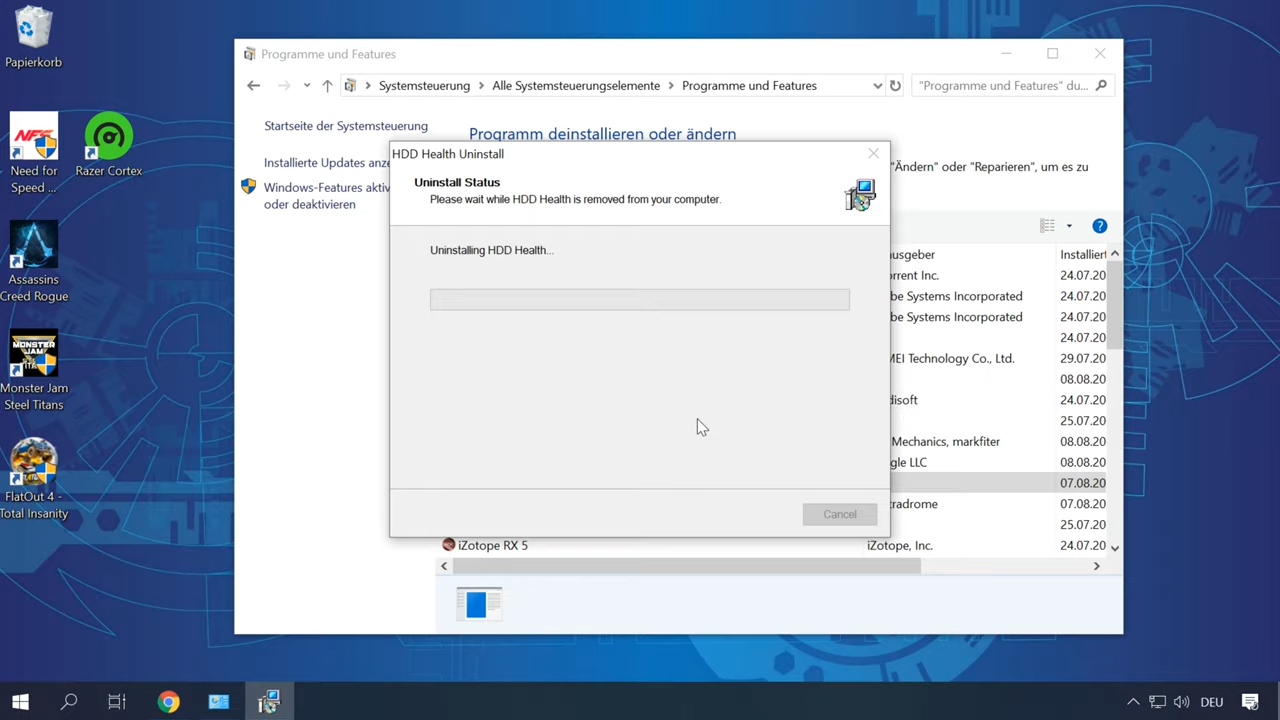 Papierkorb
Need for
Speed ...
Razer Cortex
Assassins
Creed Rogue
MONSTER
JAM
Monster Jam
Steel Titans
FlatOut 4 -
Total Insanity
Programme und Features
Systemsteuerung > Alle Systemsteuerungselemente > Programme und Features
"Programme und Features" du...
Startseite der Systemsteuerung
Installierte Updates anze
Windows-Features aktiv
oder deaktivieren
Programm deinstallieren oder ändern
"Ändern" oder "Reparieren", um es zu
HDD Health Uninstall
Uninstall Status
Please wait while HDD Health is removed from your computer.
Uninstalling HDD Health...
Cancel
usgeber Installiert
orrent Inc. 24.07.20
be Systems Incorporated 24.07.20
be Systems Incorporated 24.07.20
24.07.20
MEI Technology Co., Ltd. 29.07.20
08.08.20
disoft 24.07.20
25.07.20
Mechanics, markfiter 08.08.20
gle LLC 08.08.20
07.08.20
tradrome 07.08.20
25.07.20
iZotope RX 5 iZotope, Inc. 24.07.20
DEU